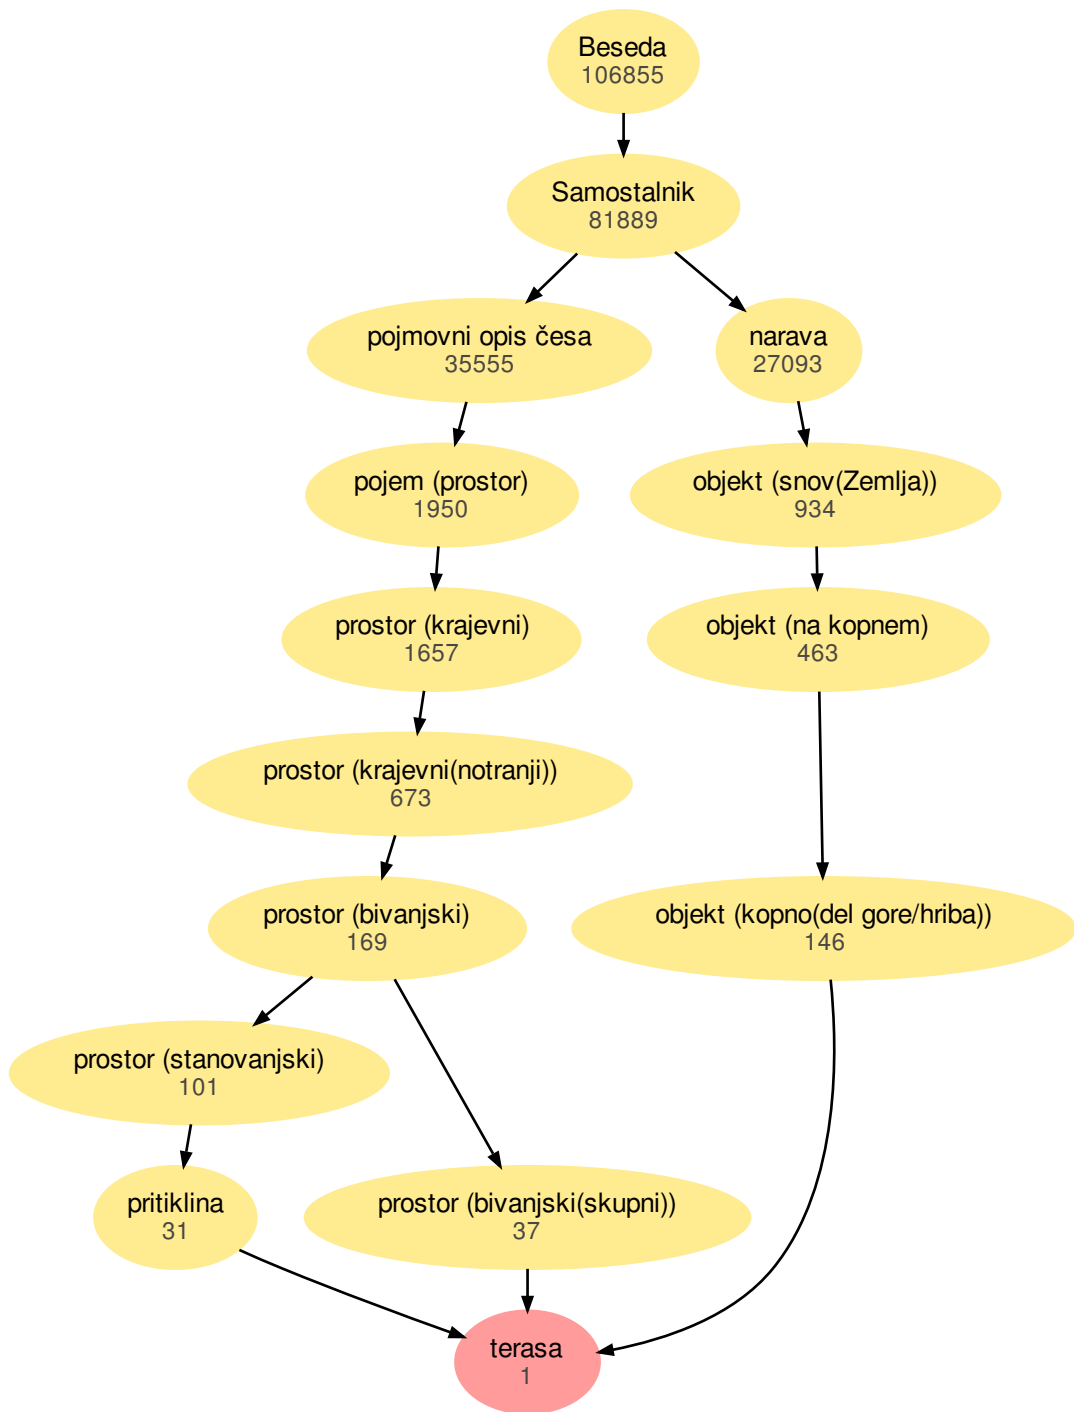 Beseda
106855
Samostalnik
81889
pojmovni opis česa
35555
narava
27093
pojem (prostor)
1950
objekt (snov(Zemlja))
934
prostor (krajevni)
1657
objekt (na kopnem)
463
prostor (krajevni(notranji))
673
prostor (bivanjski)
169
objekt (kopno(del gore/hriba))
146
prostor (stanovanjski)
101
pritiklina
31
prostor (bivanjski(skupni))
37
terasa
1